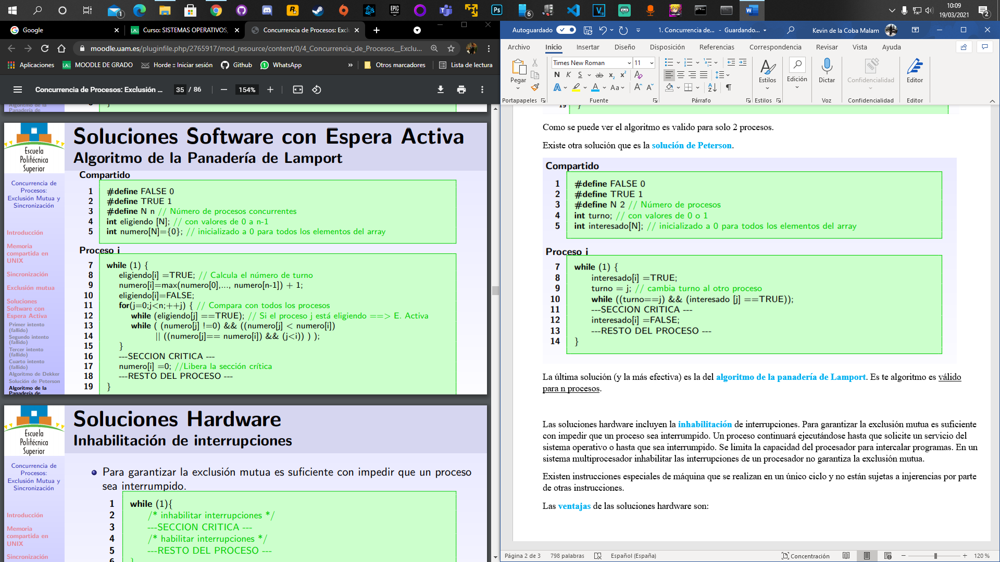 1
6
10:09
19/03/2021
2
Google
Curso: SISTEMAS OPERATIVOS,
Concurrencia de Procesos: Exclu
moodle.uam.es/pluginfile.php/2765917/mod_resource/content/0/4_Concurrencia_de_Procesos__Exclu...
Aplicaciones
MOODLE DE GRADO
Horde :: Iniciar sesión
Github
WhatsApp
»
Otros marcadores
Lista de lectura
Concurrencia de Procesos: Exclusión ...
35 / 86
154%
Algoritmo de la
Panadería de
Escuela
Politécnica
Superior
Concurrencia de
Procesos:
Exclusión Mutua y
Sincronización
Introducción
Memoria
compartida en
UNIX
Sincronización
Exclusión mutua
Soluciones
Software con
Espera Activa
Primer intento
(fallido)
Segundo intento
(fallido)
Tercer intento
(fallido)
Cuarto intento
(fallido)
Algoritmo de Dekker
Solución de Peterson
Algoritmo de la
Panadería de
Soluciones Software con Espera Activa
Algoritmo de la Panadería de Lamport
Compartido
1 #define FALSE 0
2 #define TRUE 1
3 #define N n // Número de procesos concurrentes
4 int eligiendo [N]; // con valores de 0 a n-1
5 int numero[N]={0}; // inicializado a 0 para todos los elementos del array
Proceso i
7 while (1) {
8 eligiendo[i] =TRUE; // Calcula el número de turno
9 numero[i]=max(numero[0],..., numero[n-1]) + 1;
10 eligiendo[i]=FALSE;
11 for(j=0;j<n;++j) { // Compara con todos los procesos
12 while (eligiendo[j] ==TRUE); // Si el proceso j está eligiendo ==> E. Activa
13 while ( (numero[j] !=0) && ((numero[j] < numero[i])
14 || ((numero[j]== numero[i]) && (j<i)) ) );
15 }
16 ---SECCION CRITICA ---
17 numero[i] =0; //Libera la sección crítica
18 ---RESTO DEL PROCESO ---
19 }
Escuela
Politécnica
Superior
Concurrencia de
Procesos:
Exclusión Mutua y
Sincronización
Introducción
Memoria
compartida en
UNIX
Sincronización
Soluciones Hardware
Inhabilitación de interrupciones
Para garantizar la exclusión mutua es suficiente con impedir que un proceso
sea interrumpido.
1 while (1){
2 /* inhabilitar interrupciones */
3 ---SECCION CRITICA ---
4 /* habilitar interrupciones */
5 ---RESTO DEL PROCESO ---
6 }
Autoguardado
1. Concurrencia de... - Guardando...
Kevin de la Coba Malam
Archivo
Inicio
Insertar
Diseño
Disposición
Referencias
Correspondencia
Revisar
Vista
Ayuda
Pegar
Times New Roman
11
N K S ab x₂ x²
A A Aa A A
Estilos
Edición
Dictar
Confidencialidad
Editor
Portapapeles
Fuente
Párrafo
Estilos
Voz
Confidencialidad
Editor
19 }
Como se puede ver el algoritmo es valido para solo 2 procesos.
Existe otra solución que es la solución de Peterson.
Compartido
1 #define FALSE 0
2 #define TRUE 1
3 #define N 2 // Número de procesos
4 int turno; // con valores de 0 o 1
5 int interesado[N]; // inicializado a 0 para todos los elementos del array
Proceso i
7 while (1) {
8 interesado[i] =TRUE;
9 turno = j; // cambia turno al otro proceso
10 while ((turno==j) && (interesado [j] ==TRUE));
11 ---SECCION CRITICA ---
12 interesado[i] =FALSE;
13 ---RESTO DEL PROCESO ---
14 }
La última solución (y la más efectiva) es la del algoritmo de la panadería de Lamport. Es te algoritmo es válido
para n procesos.
Las soluciones hardware incluyen la inhabilitación de interrupciones. Para garantizar la exclusión mutua es suficiente
con impedir que un proceso sea interrumpido. Un proceso continuará ejecutándose hasta que solicite un servicio del
sistema operativo o hasta que sea interrumpido. Se limita la capacidad del procesador para intercalar programas. En un
sistema multiprocesador inhabilitar las interrupciones de un procesador no garantiza la exclusión mutua.
Existen instrucciones especiales de máquina que se realizan en un único ciclo y no están sujetas a injerencias por parte
de otras instrucciones.
Las ventajas de las soluciones hardware son:
Página 2 de 3
798 palabras
Español (España)
Concentración
120 %